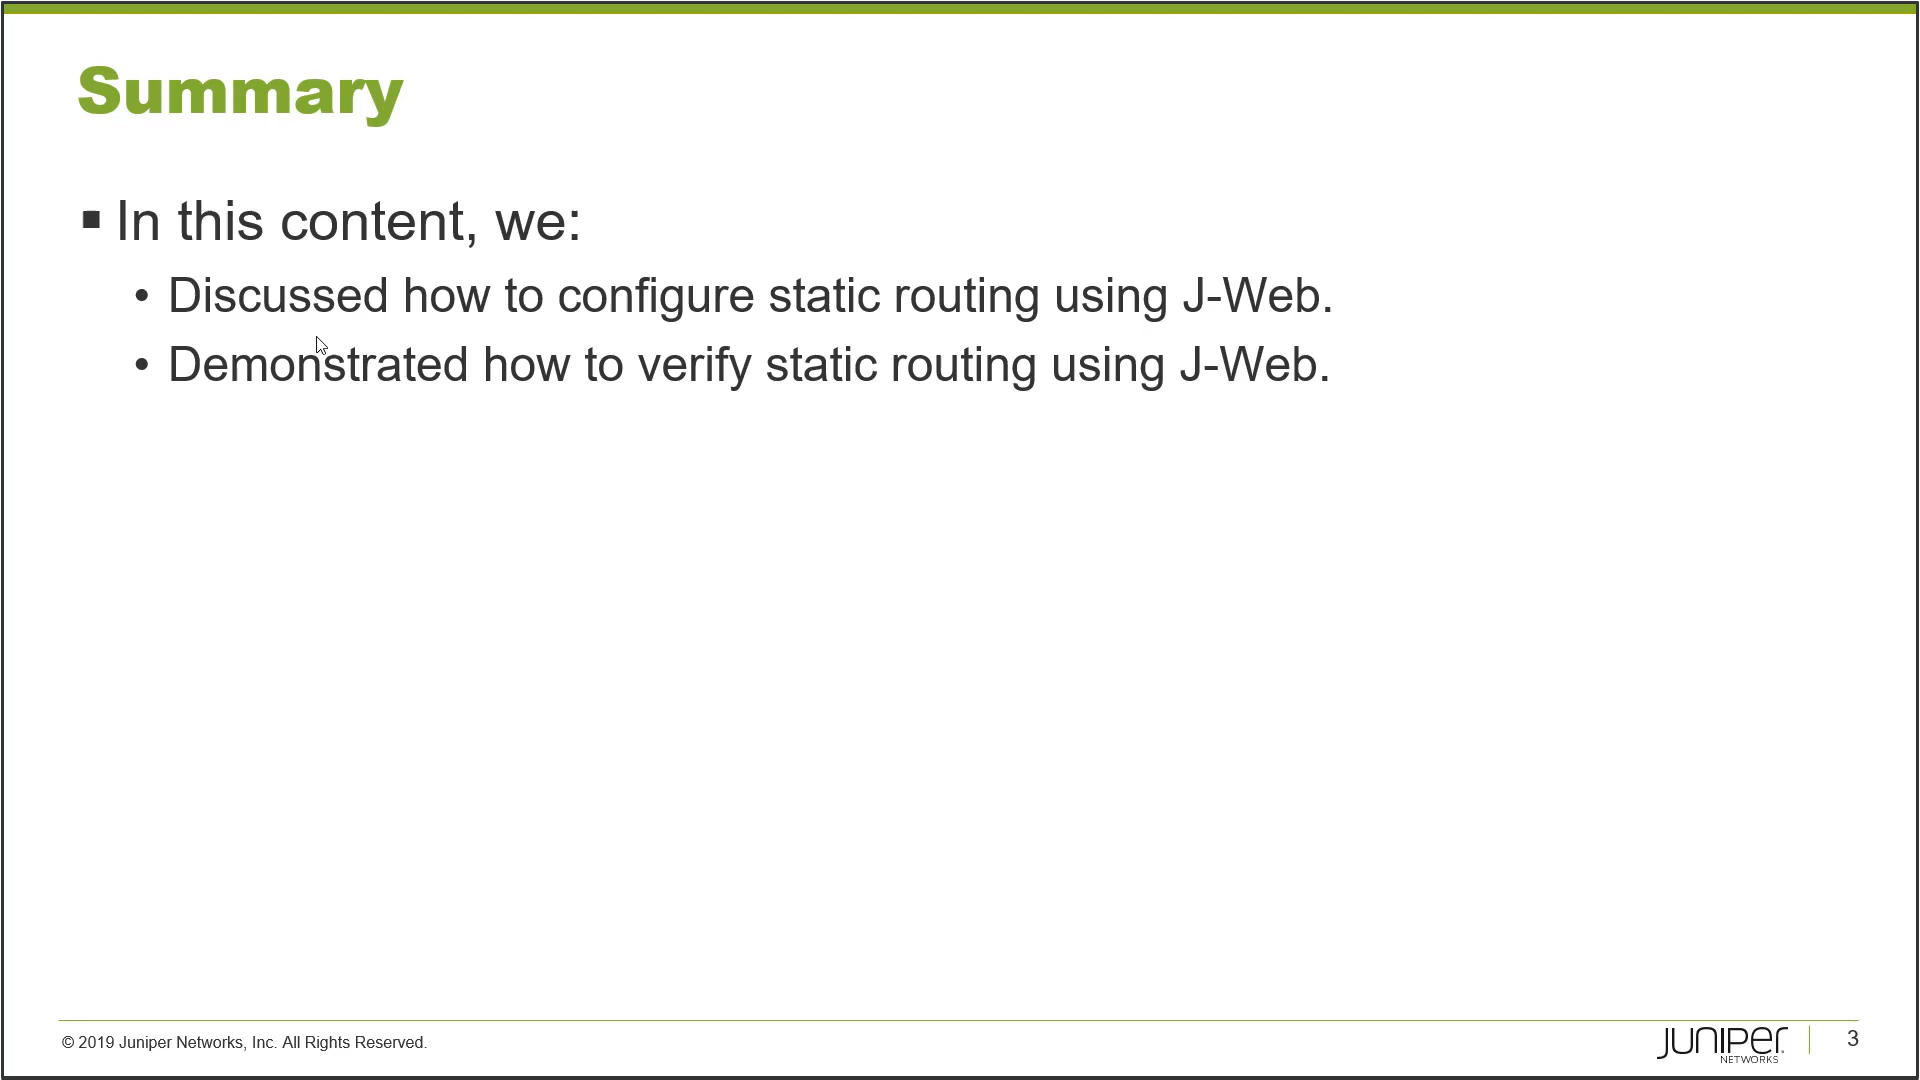 Summary
▪ In this content, we:
• Discussed how to configure static routing using J-Web.
• Demonstrated how to verify static routing using J-Web.
© 2019 Juniper Networks, Inc. All Rights Reserved.
JUNIPER
NETWORKS
3